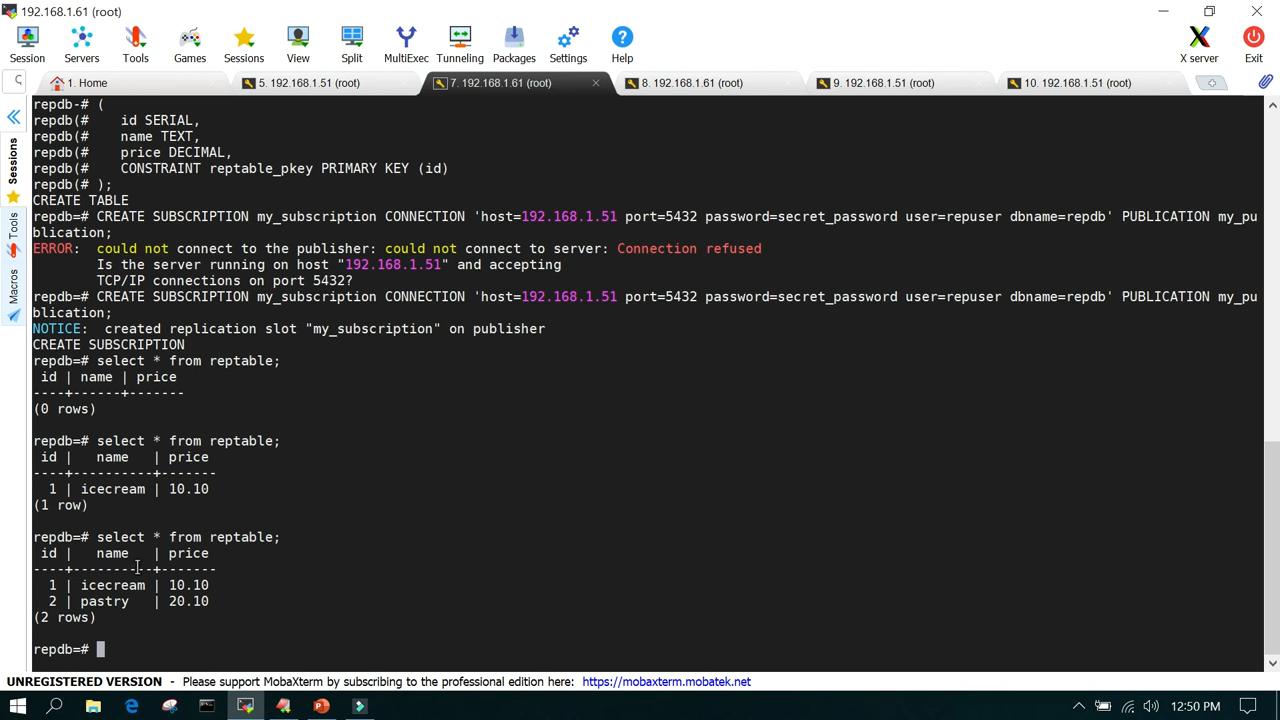 192.168.1.61 (root)
Session Servers Tools Games Sessions View Split MultiExec Tunneling Packages Settings Help X server Exit
1. Home 5. 192.168.1.51 (root) 7. 192.168.1.61 (root) 8. 192.168.1.61 (root) 9. 192.168.1.51 (root) 10. 192.168.1.51 (root)
Sessions
Tools
Macros
repdb-# (
repdb(#    id SERIAL,
repdb(#    name TEXT,
repdb(#    price DECIMAL,
repdb(#    CONSTRAINT reptable_pkey PRIMARY KEY (id)
repdb(# );
CREATE TABLE
repdb=# CREATE SUBSCRIPTION my_subscription CONNECTION 'host=192.168.1.51 port=5432 password=secret_password user=repuser dbname=repdb' PUBLICATION my_pu
blication;
ERROR:  could not connect to the publisher: could not connect to server: Connection refused
        Is the server running on host "192.168.1.51" and accepting
        TCP/IP connections on port 5432?
repdb=# CREATE SUBSCRIPTION my_subscription CONNECTION 'host=192.168.1.51 port=5432 password=secret_password user=repuser dbname=repdb' PUBLICATION my_pu
blication;
NOTICE:  created replication slot "my_subscription" on publisher
CREATE SUBSCRIPTION
repdb=# select * from reptable;
 id | name | price
----+------+-------
(0 rows)
repdb=# select * from reptable;
 id |   name   | price
----+----------+-------
  1 | icecream | 10.10
(1 row)
repdb=# select * from reptable;
 id |   name   | price
----+----------+-------
  1 | icecream | 10.10
  2 | pastry   | 20.10
(2 rows)
repdb=#
UNREGISTERED VERSION - Please support MobaXterm by subscribing to the professional edition here: https://mobaxterm.mobatek.net
12:50 PM